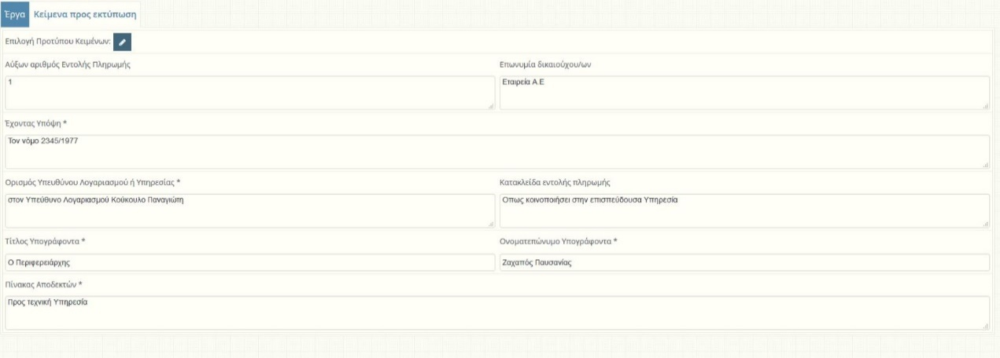 Έργα Κείμενα προς εκτύπωση
Επιλογή Προτύπου Κειμένων:
Αύξων αριθμός Εντολής Πληρωμής
Επωνυμία δικαιούχου/ων
1
Εταιρεία Α.Ε
Έχοντας Υπόψη *
Τον νόμο 2345/1977
Ορισμός Υπευθύνου Λογαριασμού ή Υπηρεσίας *
Κατακλείδα εντολής πληρωμής
στον Υπεύθυνο Λογαριασμού Κούκουλο Παναγιώτη
Οπως κοινοποιήσει στην επισπεύδουσα Υπηρεσία
Τίτλος Υπογράφοντα *
Ονοματεπώνυμο Υπογράφοντα *
Ο Περιφερειάρχης
Ζαχαπός Παυσανίας
Πίνακας Αποδεκτών *
Προς τεχνική Υπηρεσία